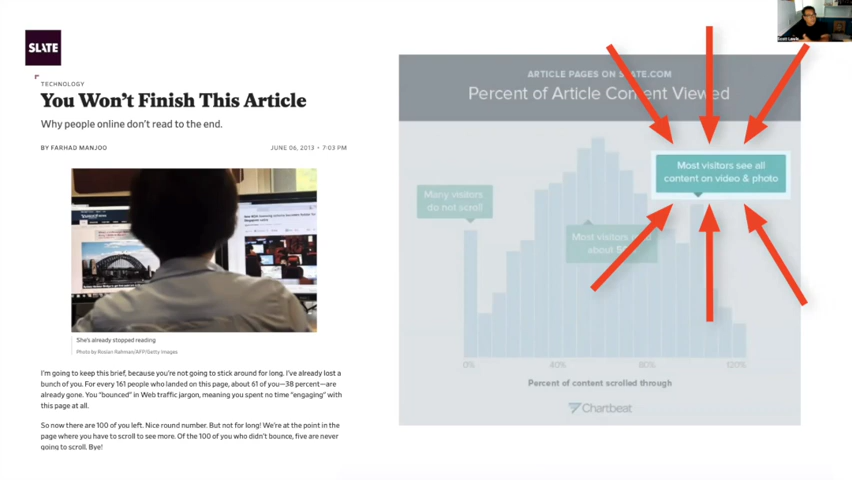 SLATE
TECHNOLOGY
You Won't Finish This Article
Why people online don't read to the end.
BY FARHAD MANJOO
JUNE 06, 2013 • 7:03 PM
She's already stopped reading
Photo by Roslan Rahman/AFP/Getty Images
I'm going to keep this brief, because you're not going to stick around for long. I've already lost a
bunch of you. For every 161 people who landed on this page, about 61 of you—38 percent—are
already gone. You "bounced" in Web traffic jargon, meaning you spent no time "engaging" with
this page at all.
So now there are 100 of you left. Nice round number. But not for long! We're at the point in the
page where you have to scroll to see more. Of the 100 of you who didn't bounce, five are never
going to scroll. Bye!
ARTICLE PAGES ON SLATE.COM
Percent of Article Content Viewed
Most visitors see all
content on video & photo
Many visitors
do not scroll
Most visitors
about
0%
40%
80%
120%
Percent of content scrolled through
Chartbeat
Scott Lewis